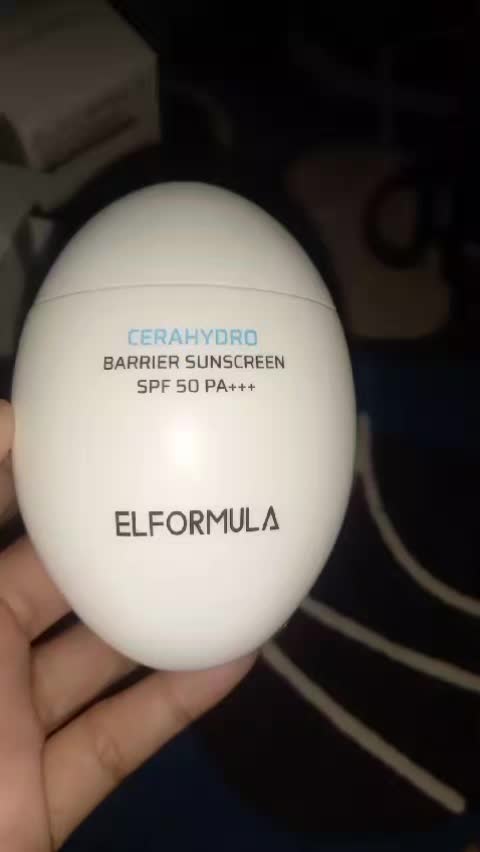 CERAHYDRO
BARRIER SUNSCREEN
SPF 50 PA+++
ELFORMULA